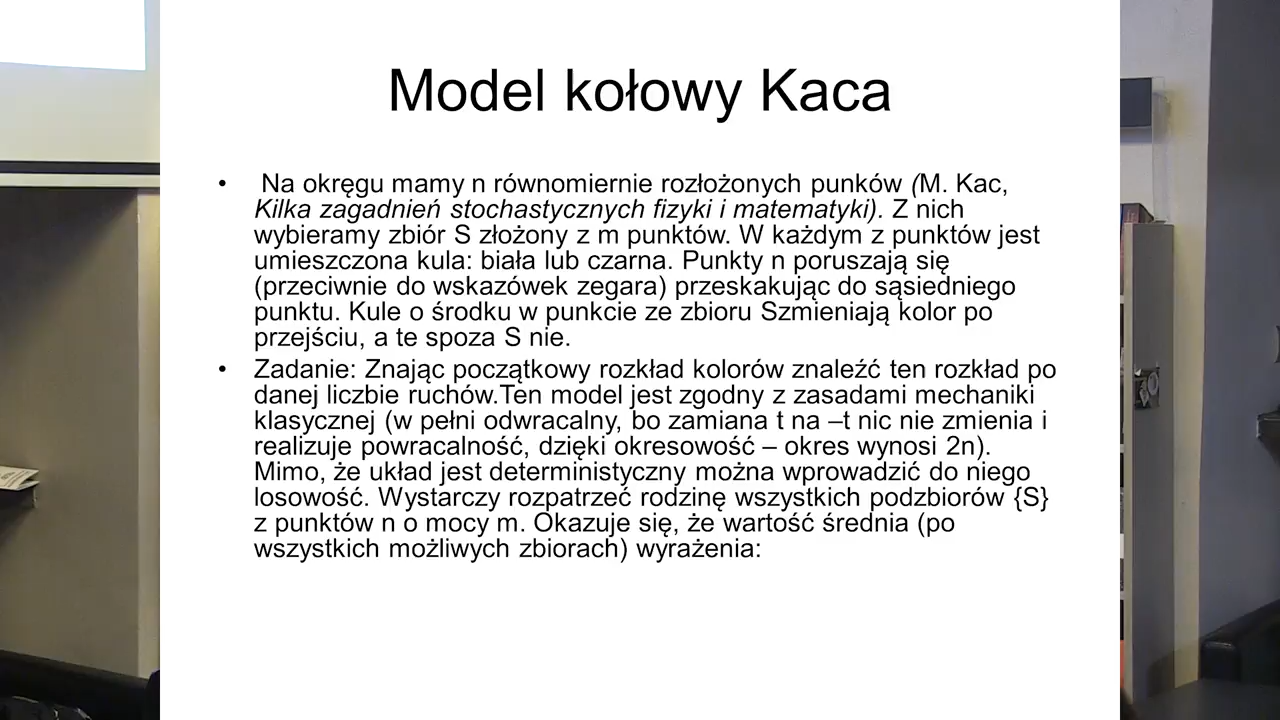 Model kołowy Kaca
• Na okręgu mamy n równomiernie rozłożonych punków (M. Kac,
Kilka zagadnień stochastycznych fizyki i matematyki). Z nich
wybieramy zbiór S złożony z m punktów. W każdym z punktów jest
umieszczona kula: biała lub czarna. Punkty n poruszają się
(przeciwnie do wskazówek zegara) przeskakując do sąsiedniego
punktu. Kule o środku w punkcie ze zbioru Szmieniają kolor po
przejściu, a te spoza S nie.
• Zadanie: Znając początkowy rozkład kolorów znaleźć ten rozkład po
danej liczbie ruchów.Ten model jest zgodny z zasadami mechaniki
klasycznej (w pełni odwracalny, bo zamiana t na –t nic nie zmienia i
realizuje powracalność, dzięki okresowość – okres wynosi 2n).
Mimo, że układ jest deterministyczny można wprowadzić do niego
losowość. Wystarczy rozpatrzeć rodzinę wszystkich podzbiorów {S}
z punktów n o mocy m. Okazuje się, że wartość średnia (po
wszystkich możliwych zbiorach) wyrażenia: